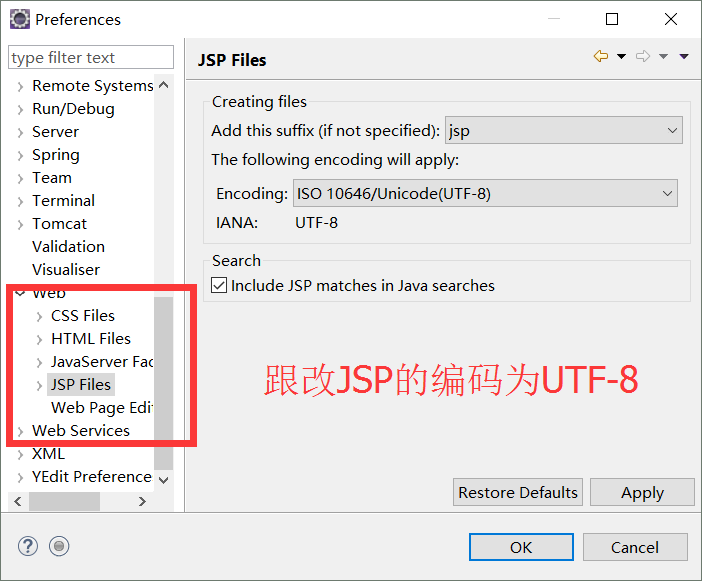 Preferences
type filter text
Remote Systems
Run/Debug
Server
Spring
Team
Terminal
Tomcat
Validation
Visualiser
Web
CSS Files
HTML Files
JavaServer Fac
JSP Files
Web Page Edi
Web Services
XML
YEdit Preference
JSP Files
Creating files
Add this suffix (if not specified): jsp
The following encoding will apply:
Encoding: ISO 10646/Unicode(UTF-8)
IANA: UTF-8
Search
Include JSP matches in Java searches
跟改JSP的编码为UTF-8
Restore Defaults Apply
? OK Cancel